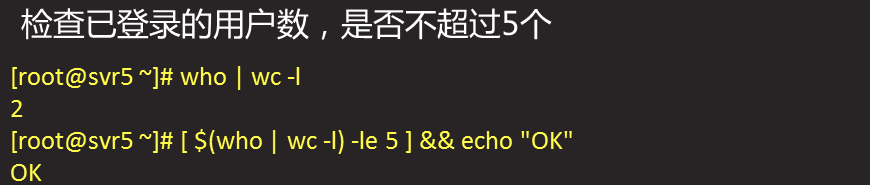 检查已登录的用户数，是否不超过5个
[root@svr5 ~]# who | wc -l
2
[root@svr5 ~]# [ $(who | wc -l) -le 5 ] && echo "OK"
OK